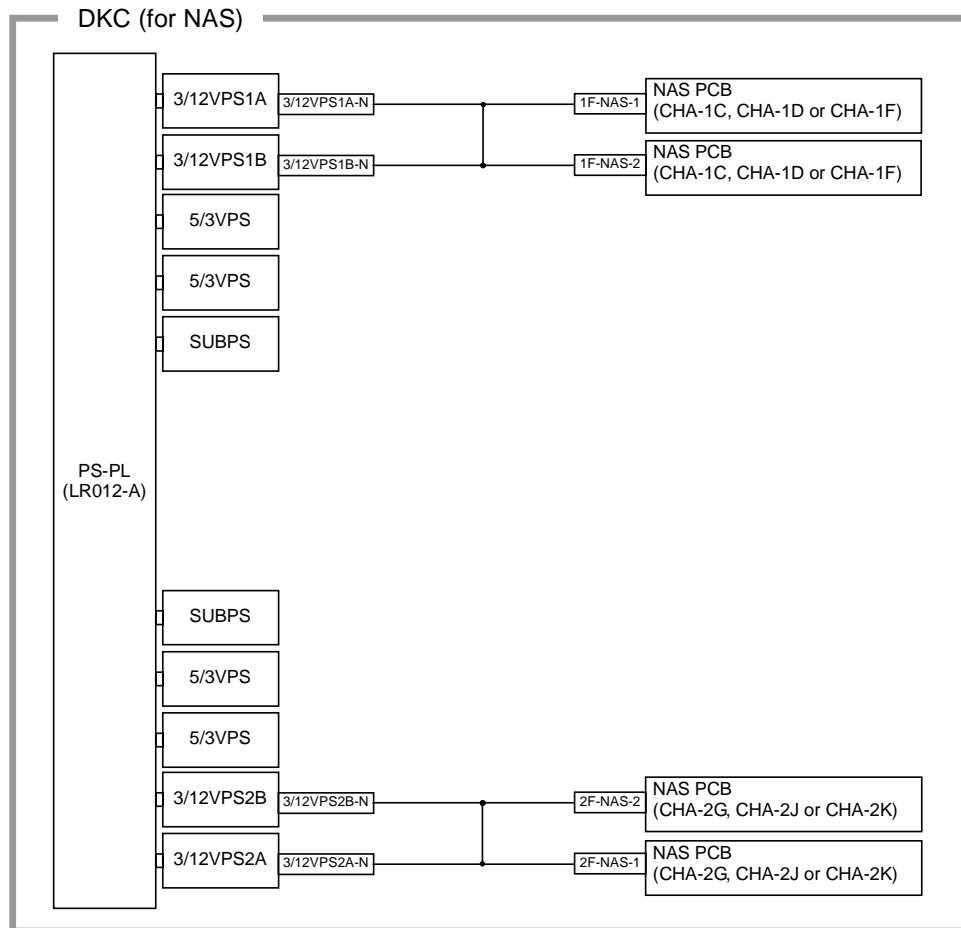 DKC (for NAS)
3/12VPS1A
3/12VPS1A-N
1F-NAS-1
NAS PCB
(CHA-1C, CHA-1D or CHA-1F)
3/12VPS1B
3/12VPS1B-N
1F-NAS-2
NAS PCB
(CHA-1C, CHA-1D or CHA-1F)
5/3VPS
5/3VPS
SUBPS
PS-PL
(LR012-A)
SUBPS
5/3VPS
5/3VPS
3/12VPS2B
3/12VPS2B-N
2F-NAS-2
NAS PCB
(CHA-2G, CHA-2J or CHA-2K)
3/12VPS2A
3/12VPS2A-N
2F-NAS-1
NAS PCB
(CHA-2G, CHA-2J or CHA-2K)